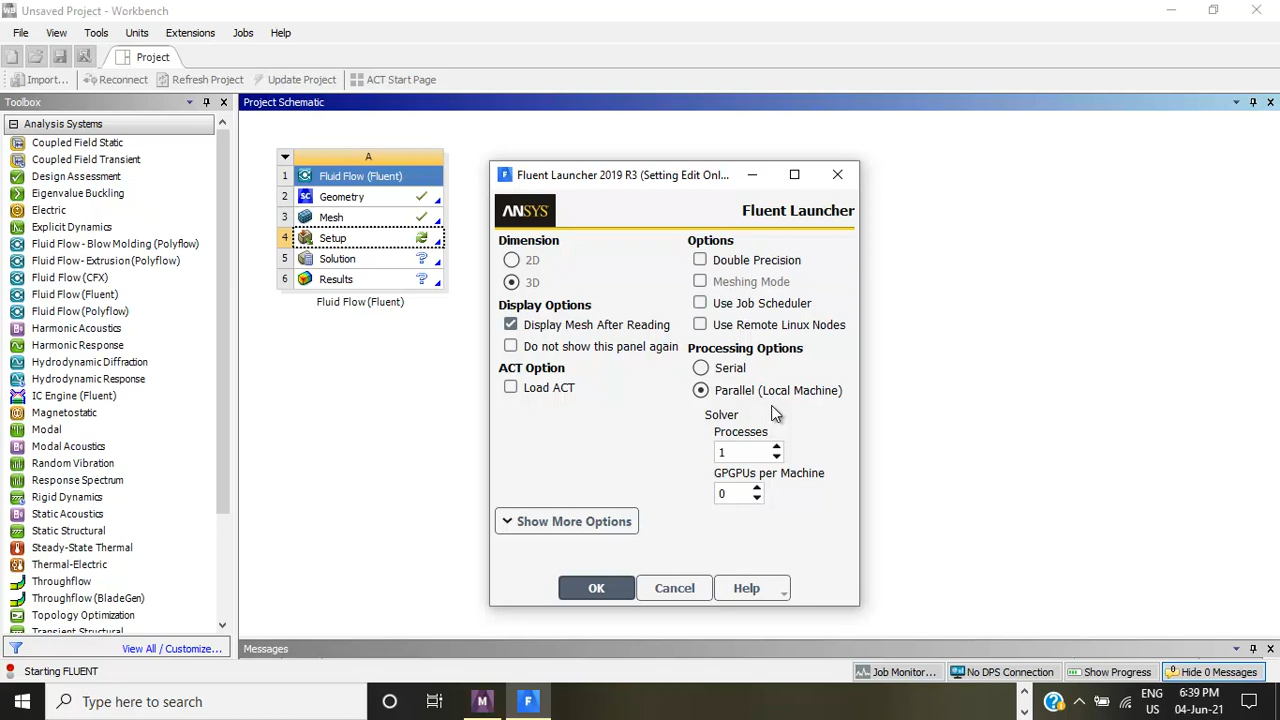 Unsaved Project - Workbench
File View Tools Units Extensions Jobs Help
Project
Import... Reconnect Refresh Project Update Project ACT Start Page
Toolbox
Analysis Systems
Coupled Field Static
Coupled Field Transient
Design Assessment
Eigenvalue Buckling
Electric
Explicit Dynamics
Fluid Flow - Blow Molding (Polyflow)
Fluid Flow - Extrusion (Polyflow)
Fluid Flow (CFX)
Fluid Flow (Fluent)
Fluid Flow (Polyflow)
Harmonic Acoustics
Harmonic Response
Hydrodynamic Diffraction
Hydrodynamic Response
IC Engine (Fluent)
Magnetostatic
Modal
Modal Acoustics
Random Vibration
Response Spectrum
Rigid Dynamics
Static Acoustics
Static Structural
Steady-State Thermal
Thermal-Electric
Throughflow
Throughflow (BladeGen)
Topology Optimization
Transient Structural
View All / Customize...
Project Schematic
A
1 Fluid Flow (Fluent)
2 SC Geometry
3 Mesh
4 Setup
5 Solution ?
6 Results ?
Fluid Flow (Fluent)
F Fluent Launcher 2019 R3 (Setting Edit Onl...
ANSYS Fluent Launcher
Dimension
2D
3D
Display Options
Display Mesh After Reading
Do not show this panel again
ACT Option
Load ACT
Options
Double Precision
Meshing Mode
Use Job Scheduler
Use Remote Linux Nodes
Processing Options
Serial
Parallel (Local Machine)
Solver
Processes
1
GPGPUs per Machine
0
Show More Options
OK Cancel Help
Messages
Starting FLUENT
Job Monitor... No DPS Connection Show Progress Hide 0 Messages
Type here to search
M F
ENG
US
6:39 PM
04-Jun-21